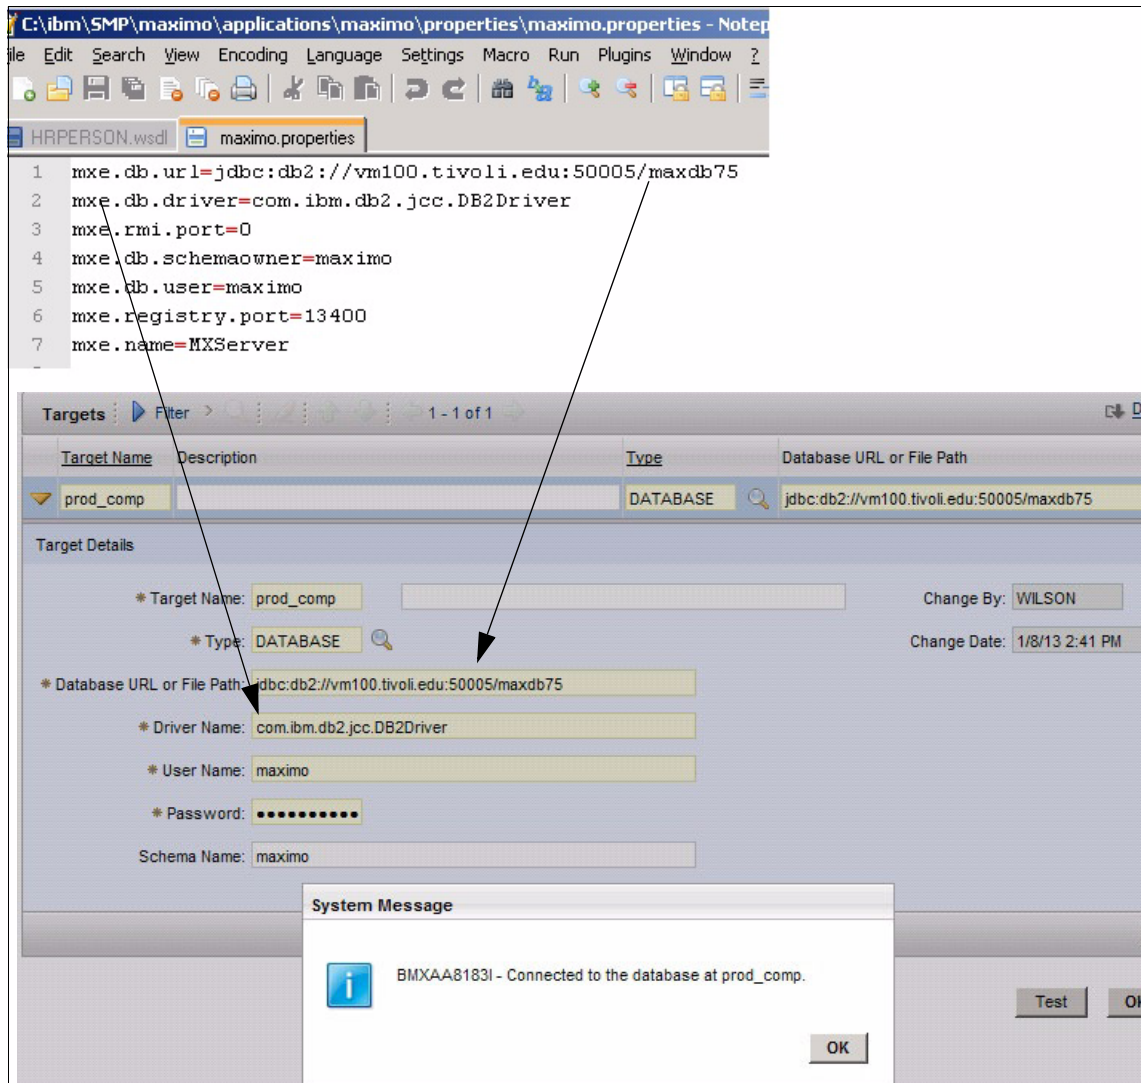 C:\ibm\SMP\maximo\applications\maximo\properties\maximo.properties - Notep
ile Edit Search View Encoding Language Settings Macro Run Plugins Window ?
HRPERSON.wsdl maximo.properties
1 mxe.db.url=jdbc:db2://vm100.tivoli.edu:50005/maxdb75
2 mxe.db.driver=com.ibm.db2.jcc.DB2Driver
3 mxe.rmi.port=0
4 mxe.db.schemaowner=maximo
5 mxe.db.user=maximo
6 mxe.registry.port=13400
7 mxe.name=MXServer
Targets Filter > 1 - 1 of 1 D
Target Name Description Type Database URL or File Path
prod_comp DATABASE jdbc:db2://vm100.tivoli.edu:50005/maxdb75
Target Details
* Target Name: prod_comp Change By: WILSON
* Type: DATABASE Change Date: 1/8/13 2:41 PM
* Database URL or File Path: jdbc:db2://vm100.tivoli.edu:50005/maxdb75
* Driver Name: com.ibm.db2.jcc.DB2Driver
* User Name: maximo
* Password: ••••••••••
Schema Name: maximo
System Message
BMXAA8183I - Connected to the database at prod_comp.
Test OK
OK